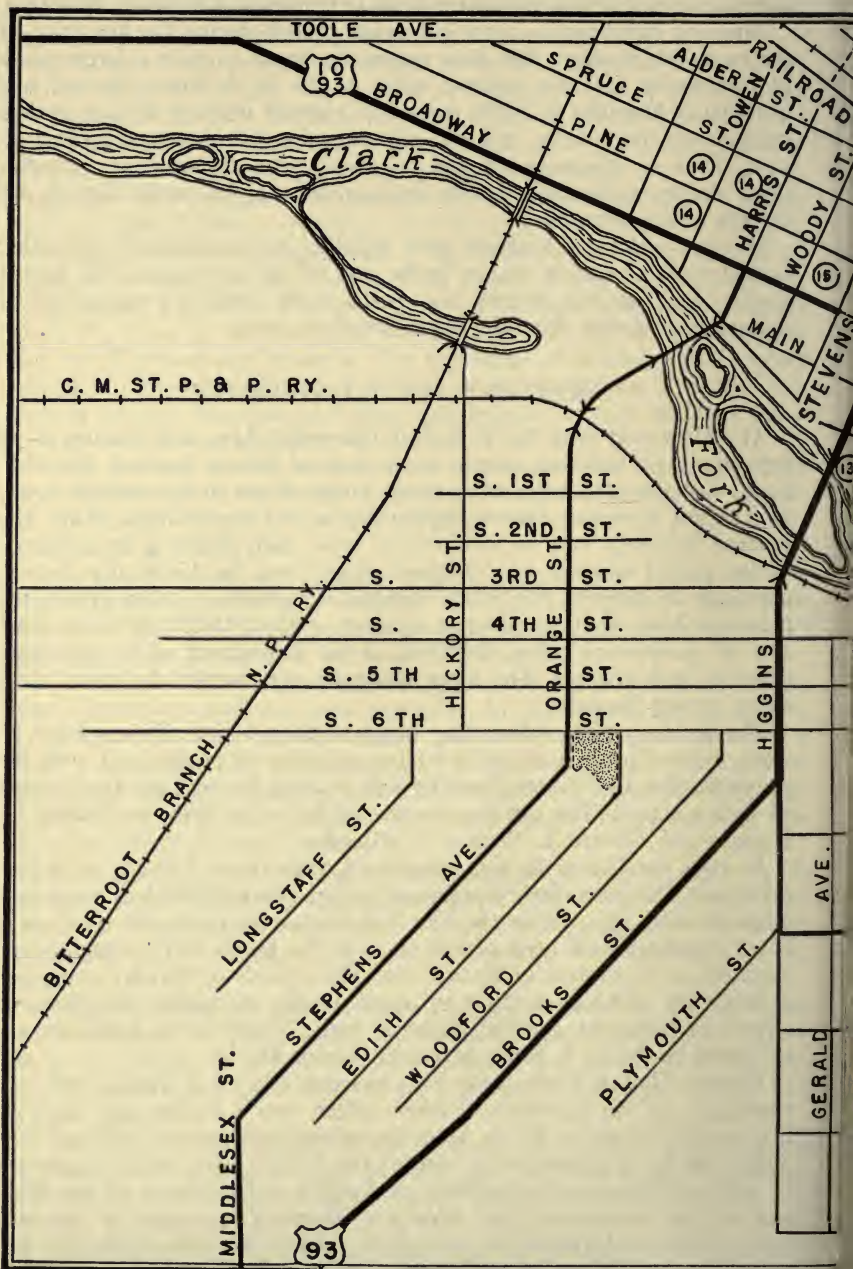 TOOLE AVE.
10
93
BROADWAY
SPRUCE ST.
PINE
ALDER ST.
RAILROAD
OWEN
HARRIS ST.
WOODY ST.
14
14
14
15
MAIN
STEVENS
13
Clark
Fork
C. M. ST. P. & P. RY.
S. 1ST ST.
S. 2ND ST.
S. 3RD ST.
S. 4TH ST.
S. 5TH ST.
S. 6TH ST.
HICKORY ST.
ORANGE ST.
HIGGINS
AVE.
GERALD
BITTERROOT BRANCH N. P. RY.
LONGSTAFF ST.
STEPHENS AVE.
EDITH ST.
WOODFORD ST.
BROOKS ST.
PLYMOUTH ST.
MIDDLESEX ST.
93